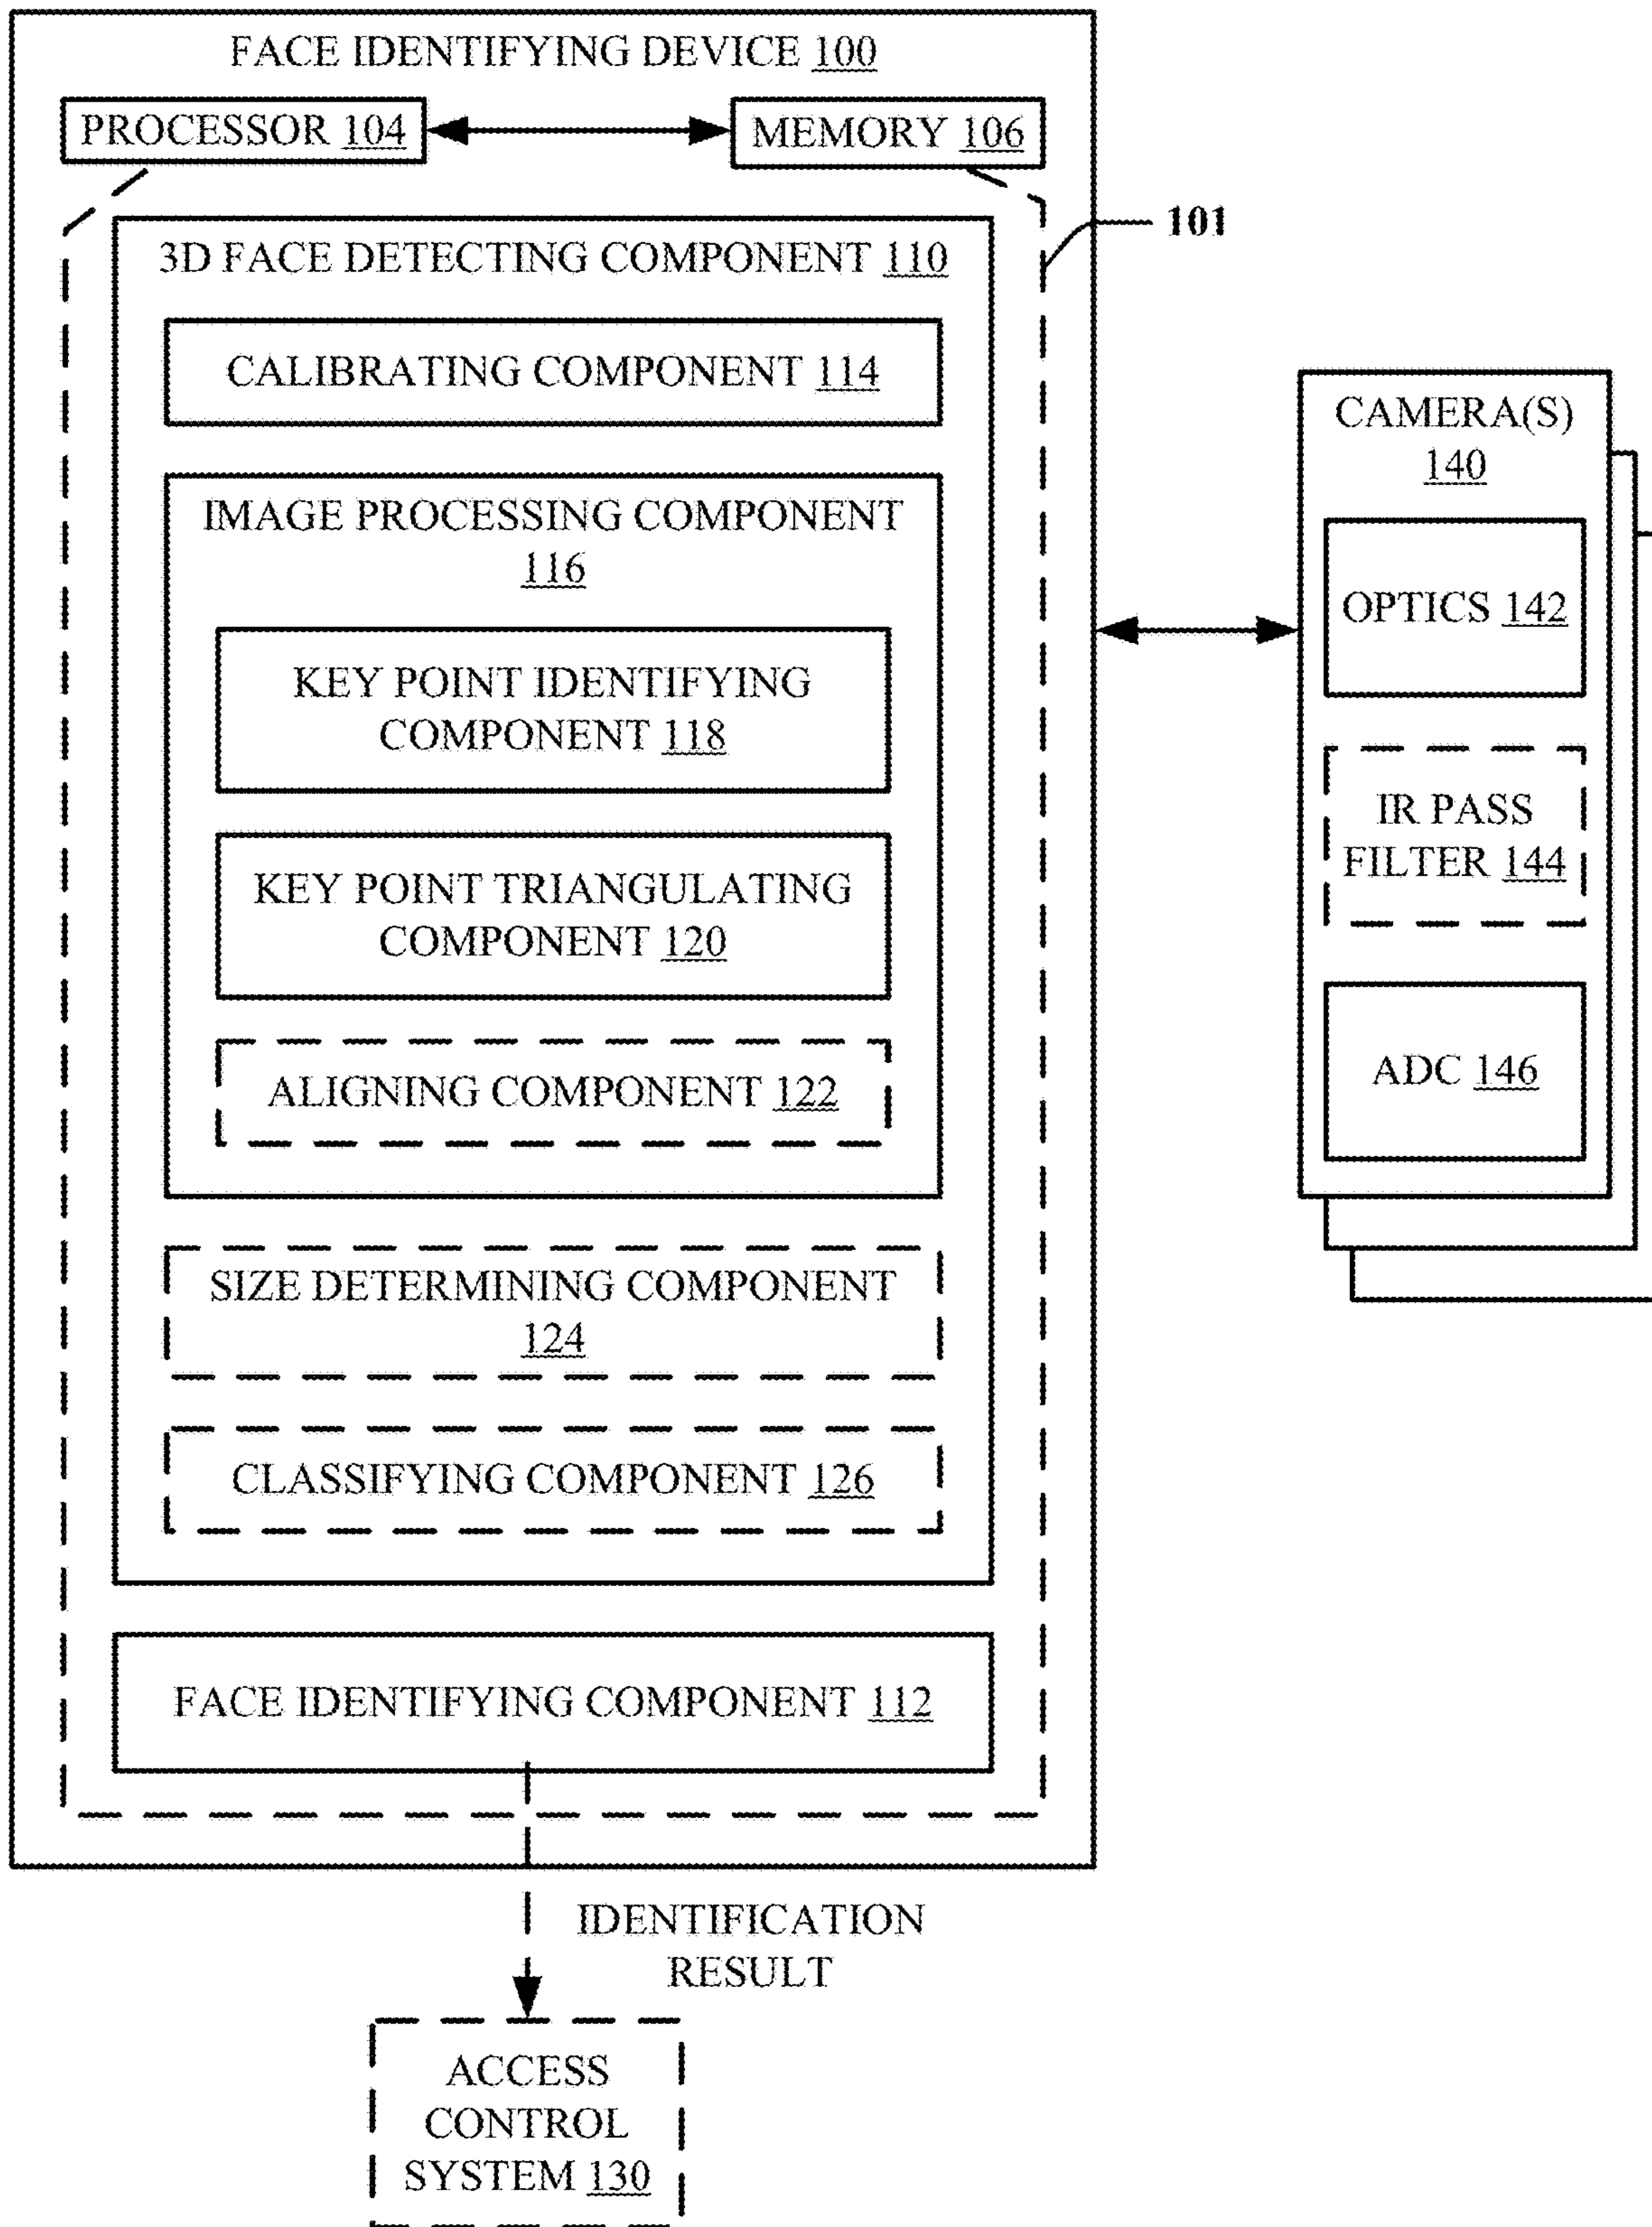 FACE IDENTIFYING DEVICE 100
PROCESSOR 104
MEMORY 106
101
3D FACE DETECTING COMPONENT 110
CALIBRATING COMPONENT 114
IMAGE PROCESSING COMPONENT
116
KEY POINT IDENTIFYING
COMPONENT 118
KEY POINT TRIANGULATING
COMPONENT 120
ALIGNING COMPONENT 122
SIZE DETERMINING COMPONENT
124
CLASSIFYING COMPONENT 126
FACE IDENTIFYING COMPONENT 112
CAMERA(S)
140
OPTICS 142
IR PASS
FILTER 144
ADC 146
IDENTIFICATION
RESULT
ACCESS
CONTROL
SYSTEM 130